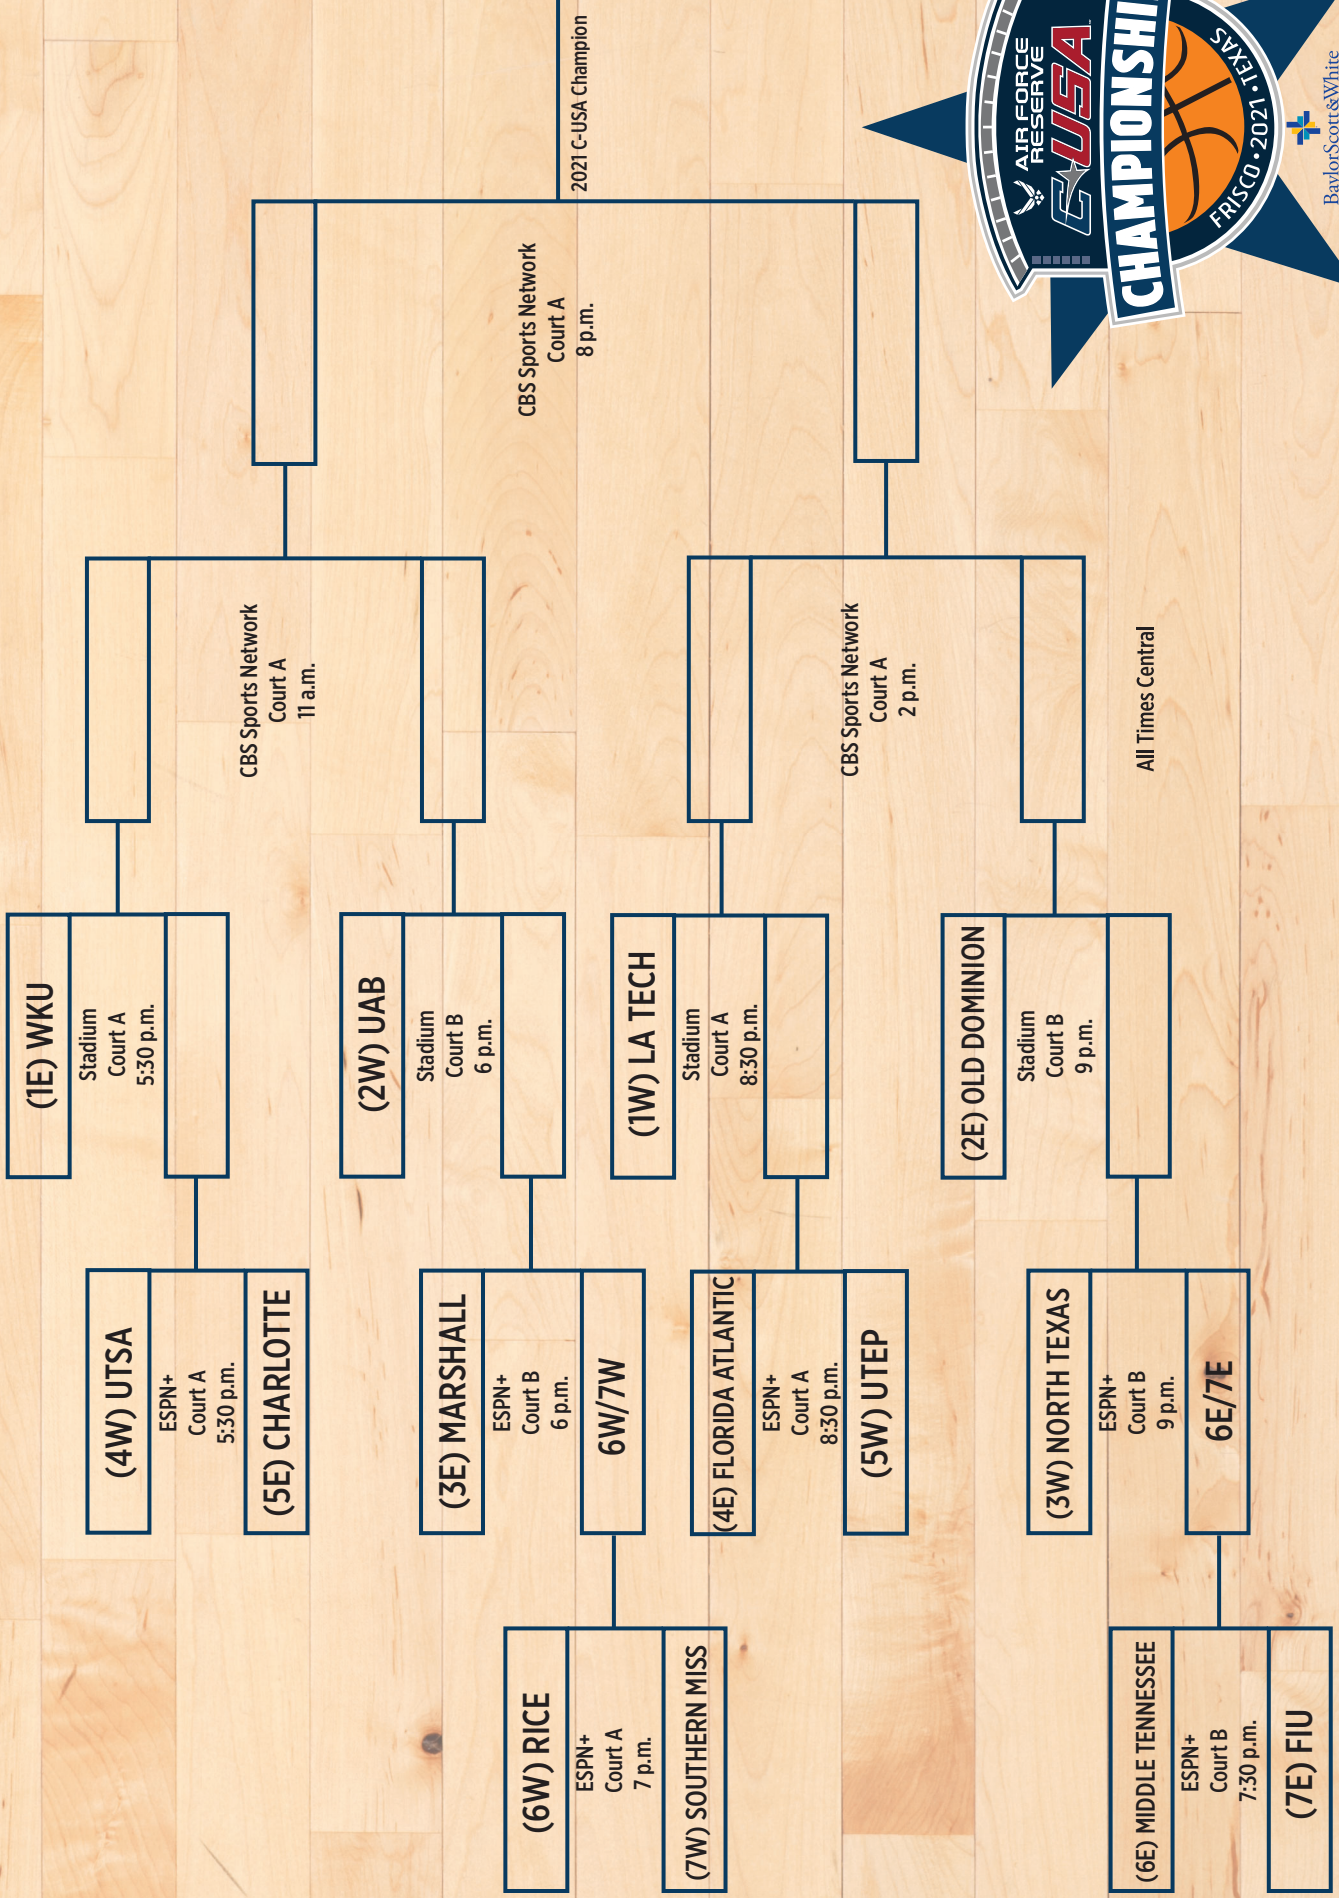 (6W) RICE
ESPN+
Court A
7 p.m.
(7W) SOUTHERN MISS
(6E) MIDDLE TENNESSEE
ESPN+
Court B
7:30 p.m.
(7E) FIU
(4W) UTSA
ESPN+
Court A
5:30 p.m.
(5E) CHARLOTTE
(3E) MARSHALL
ESPN+
Court B
6 p.m.
6W/7W
(4E) FLORIDA ATLANTIC
ESPN+
Court A
8:30 p.m.
(5W) UTEP
(3W) NORTH TEXAS
ESPN+
Court B
9 p.m.
6E/7E
(1E) WKU
Stadium
Court A
5:30 p.m.
(2W) UAB
Stadium
Court B
6 p.m.
(1W) LA TECH
Stadium
Court A
8:30 p.m.
(2E) OLD DOMINION
Stadium
Court B
9 p.m.
CBS Sports Network
Court A
11 a.m.
CBS Sports Network
Court A
2 p.m.
All Times Central
CBS Sports Network
Court A
8 p.m.
2021 C-USA Champion
AIR FORCE
RESERVE
C-USA
CHAMPIONSHI
FRISCO • 2021 • TEXAS
BaylorScott&White